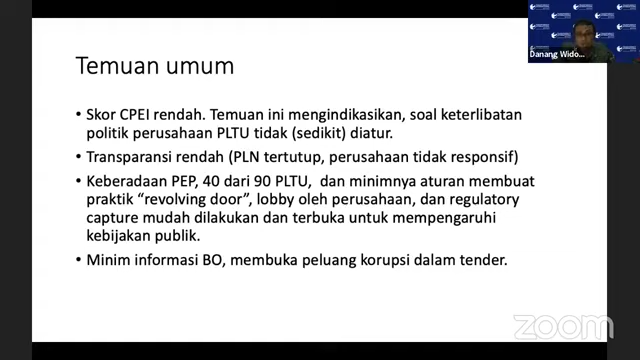 Danang Wido...
Temuan umum
• Skor CPEI rendah. Temuan ini mengindikasikan, soal keterlibatan
politik perusahaan PLTU tidak (sedikit) diatur.
• Transparansi rendah (PLN tertutup, perusahaan tidak responsif)
• Keberadaan PEP, 40 dari 90 PLTU,  dan minimnya aturan membuat
praktik “revolving door”, lobby oleh perusahaan, dan regulatory
capture mudah dilakukan dan terbuka untuk mempengaruhi
kebijakan publik.
• Minim informasi BO, membuka peluang korupsi dalam tender.
zoom